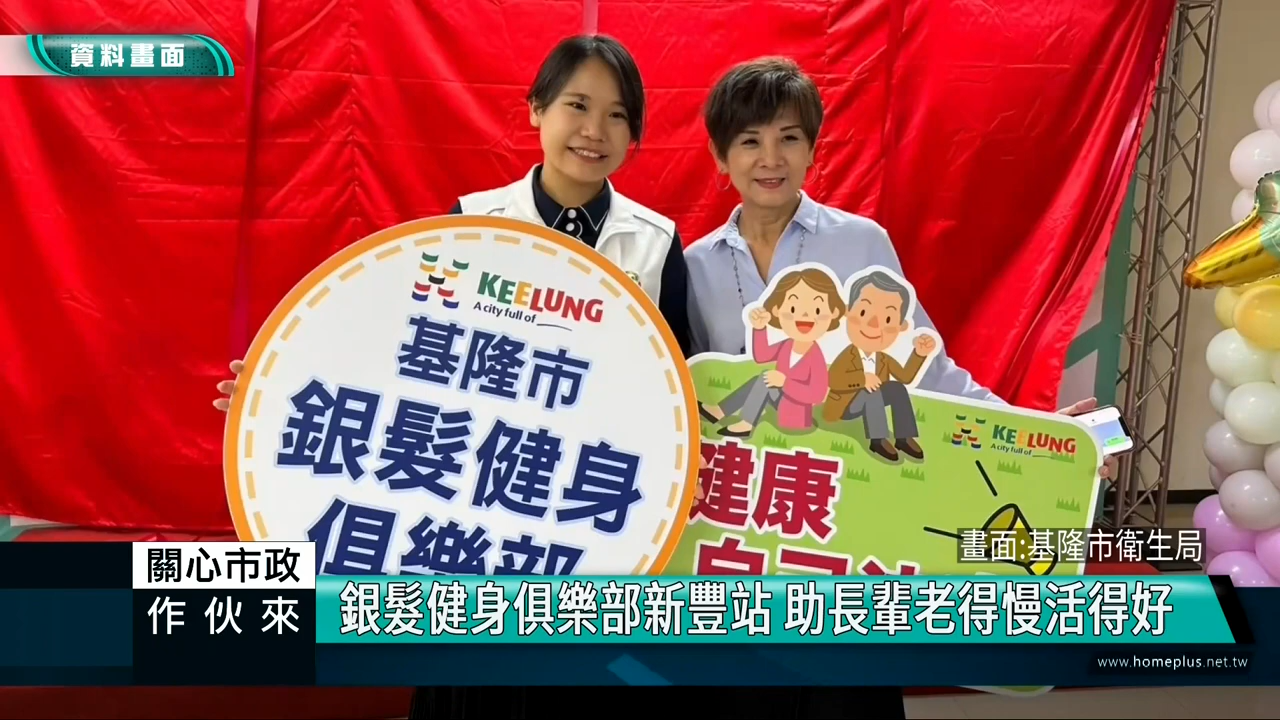 資料畫面
KEELUNG
A city full of
基隆市
銀髮健身
俱樂部
KEELUNG
A city full of
健康
畫面:基隆市衛生局
關心市政
作伙來
銀髮健身俱樂部新豐站 助長輩老得慢活得好
www.homeplus.net.tw